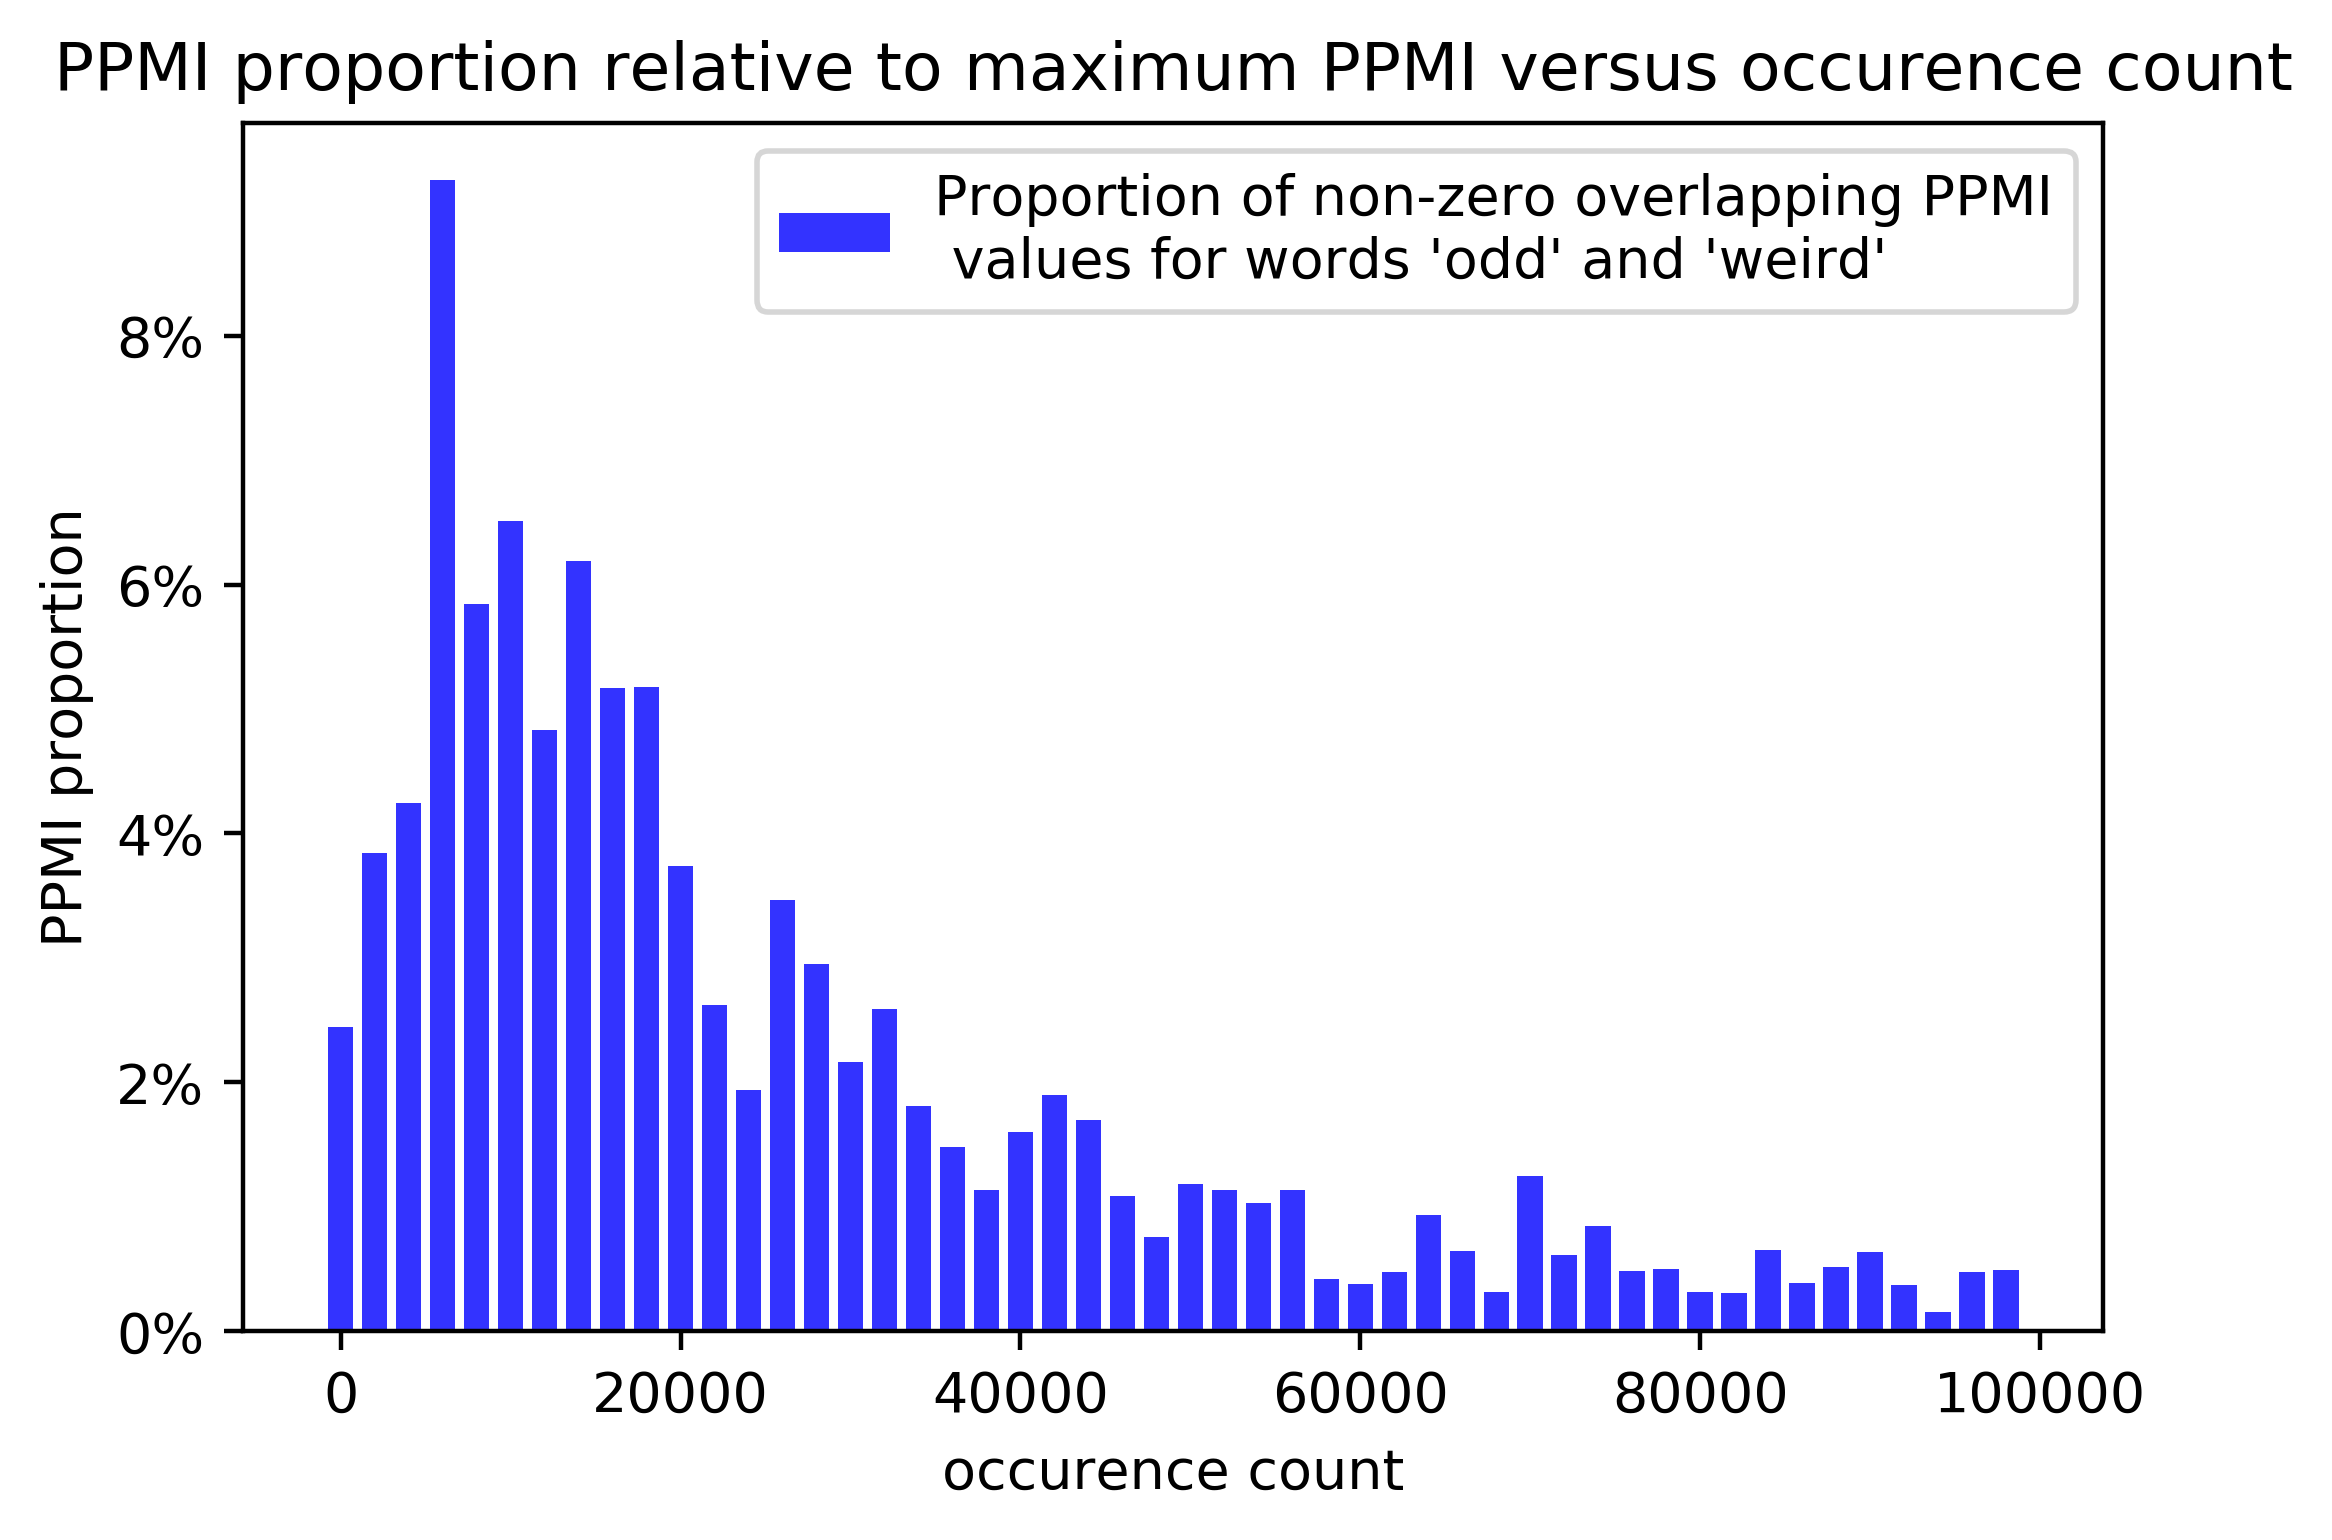 PPMI proportion relative to maximum PPMI versus occurence count
Proportion of non-zero overlapping PPMI
values for words 'odd' and 'weird'
PPMI proportion
8%
6%
4%
2%
0%
0 20000 40000 60000 80000 100000
occurence count